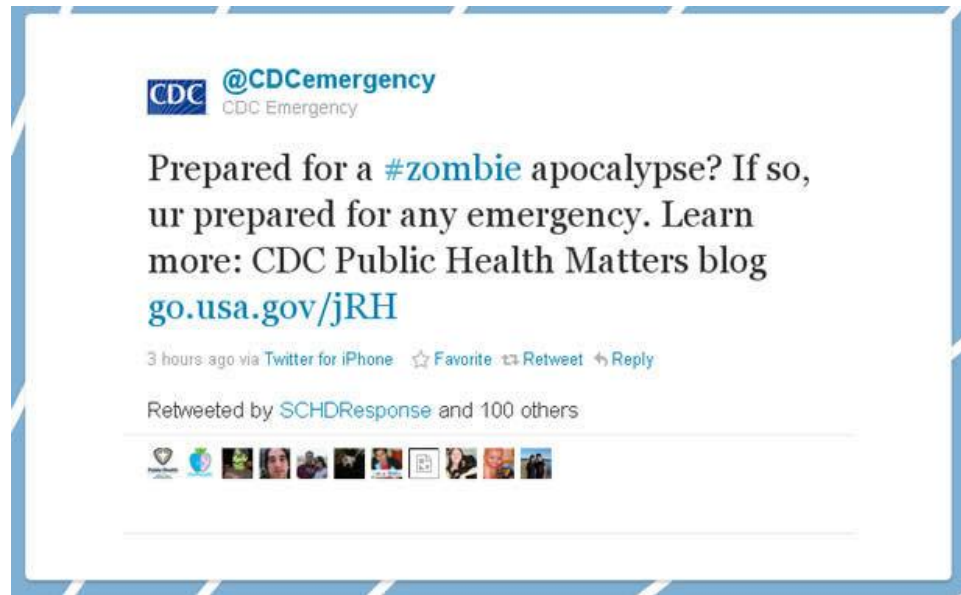 CDC
@CDCemergency
CDC Emergency
Prepared for a #zombie apocalypse? If so,
ur prepared for any emergency. Learn
more: CDC Public Health Matters blog
go.usa.gov/jRH
3 hours ago via Twitter for iPhone Favorite Retweet Reply
Retweeted by SCHDResponse and 100 others